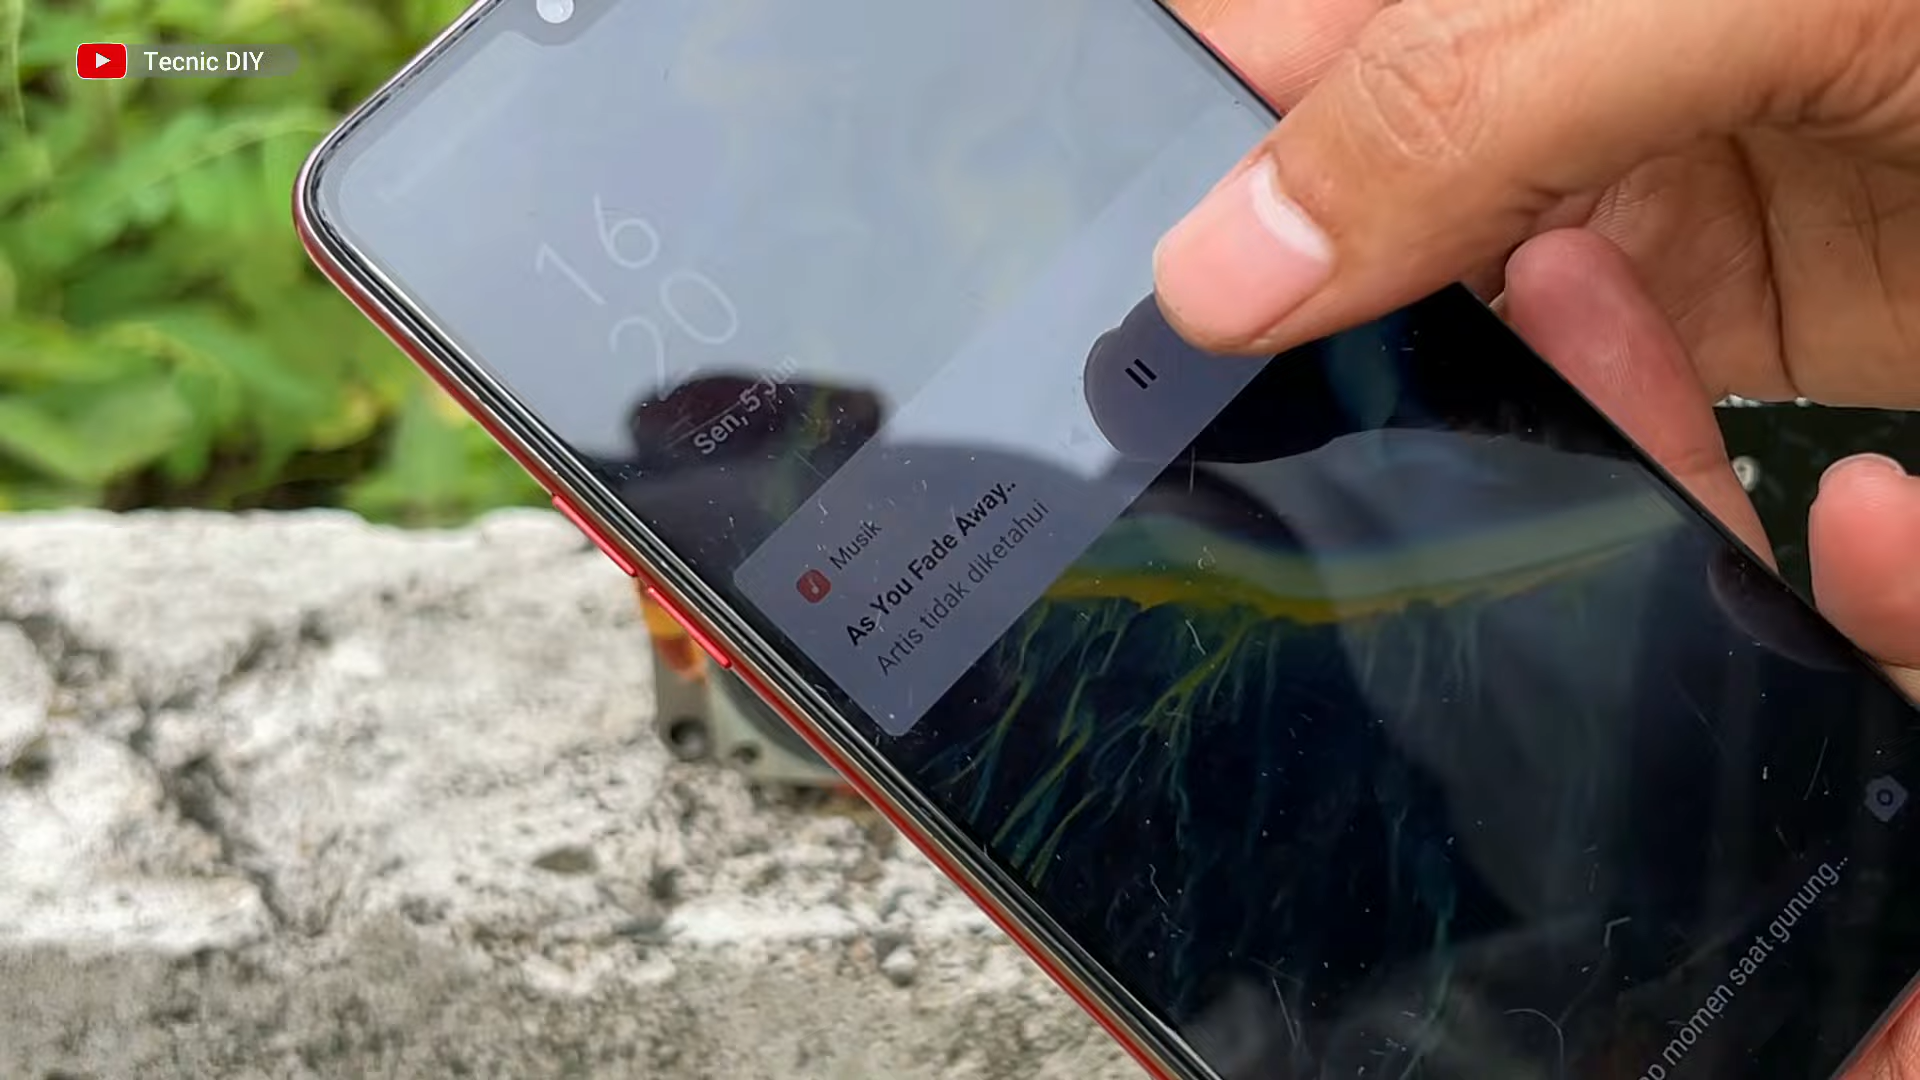 Tecnic DIY
16
20
Sen, 5 Jun
Musik
As You Fade Away..
Artis tidak diketahui
momen saat gunung...